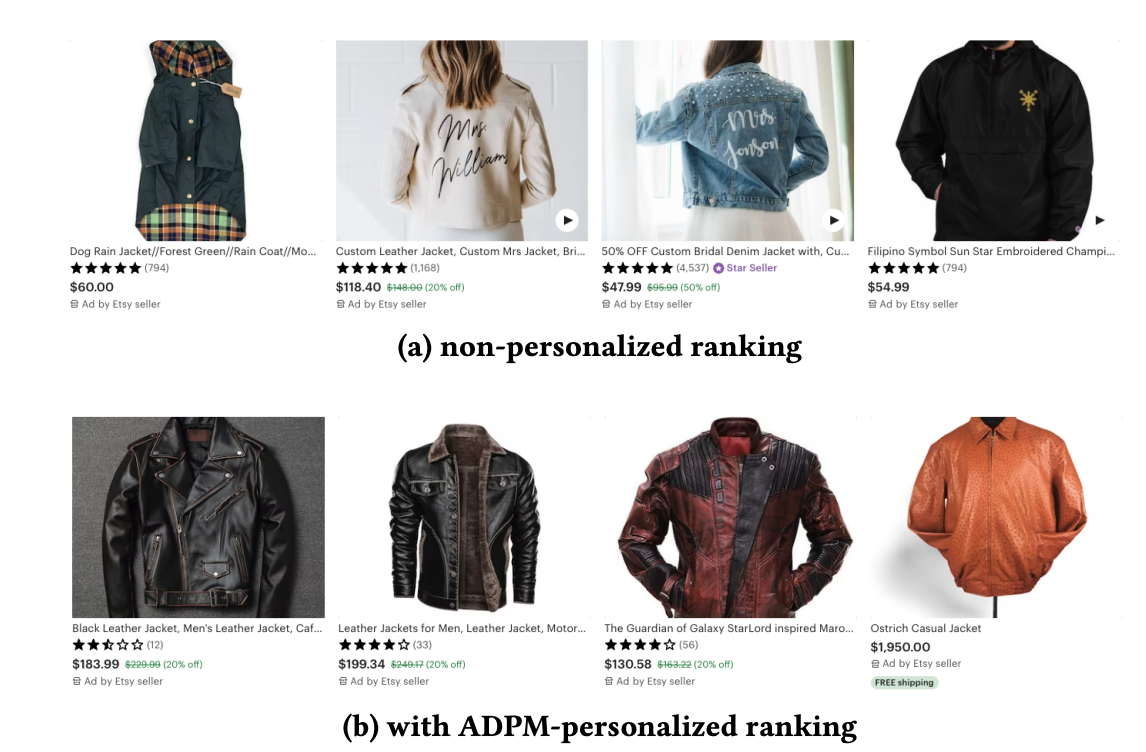 Mrs.
Williams
Mrs
Jonson
Dog Rain Jacket//Forest Green//Rain Coat//Mo...
(794)
$60.00
Ad by Etsy seller
Custom Leather Jacket, Custom Mrs Jacket, Bri...
(1,168)
$118.40 $148.00 (20% off)
Ad by Etsy seller
50% OFF Custom Bridal Denim Jacket with, Cu...
(4,537) Star Seller
$47.99 $95.99 (50% off)
Ad by Etsy seller
Filipino Symbol Sun Star Embroidered Champi...
(794)
$54.99
Ad by Etsy seller
(a) non-personalized ranking
Black Leather Jacket, Men's Leather Jacket, Caf...
(12)
$183.99 $229.99 (20% off)
Ad by Etsy seller
Leather Jackets for Men, Leather Jacket, Motor...
(33)
$199.34 $249.17 (20% off)
Ad by Etsy seller
The Guardian of Galaxy StarLord inspired Maro...
(56)
$130.58 $163.22 (20% off)
Ad by Etsy seller
Ostrich Casual Jacket
$1,950.00
Ad by Etsy seller
FREE shipping
(b) with ADPM-personalized ranking